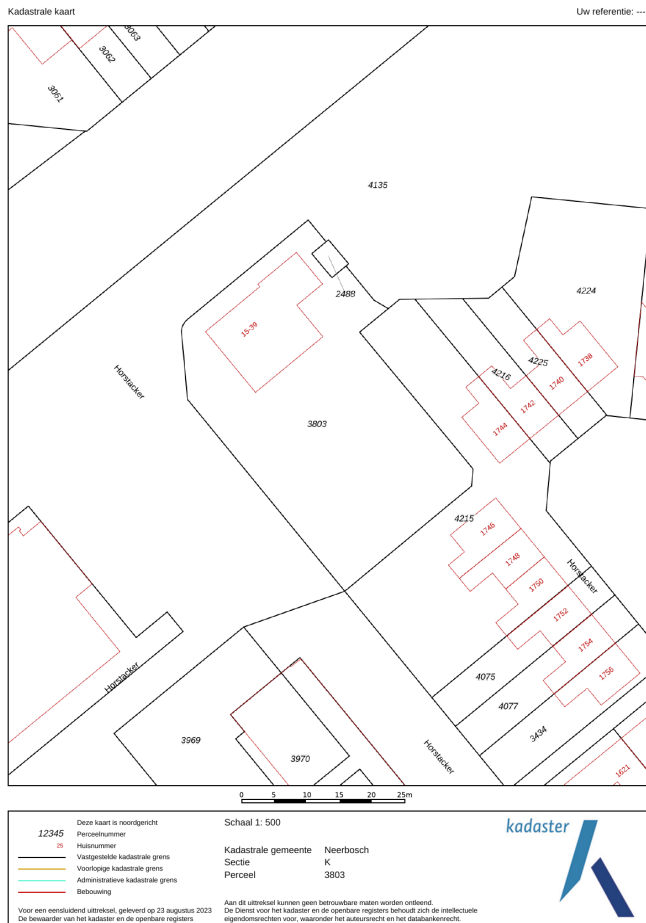 Kadastrale kaart
Uw referentie: ---
3063
3062
3061
4135
2488
4224
15-39
4225
1738
4216
1740
1742
1744
Horstacker
3803
4215
1746
1748
1750
Horstacker
1752
1754
1756
Horstacker
4075
4077
3434
3969
3970
Horstacker
1621
0 5 10 15 20 25m
Deze kaart is noordgericht
12345 Perceelnummer
25 Huisnummer
Vastgestelde kadastrale grens
Voorlopige kadastrale grens
Administratieve kadastrale grens
Bebouwing
Voor een eensluidend uittreksel, geleverd op 23 augustus 2023
De bewaarder van het kadaster en de openbare registers
Schaal 1: 500
Kadastrale gemeente Neerbosch
Sectie K
Perceel 3803
Aan dit uittreksel kunnen geen betrouwbare maten worden ontleend.
De Dienst voor het kadaster en de openbare registers behoudt zich de intellectuele
eigendomsrechten voor, waaronder het auteursrecht en het databankenrecht.
kadaster